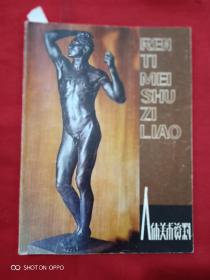 REN
TI
MEI
SHU
ZI
LIAO
人体美术资料
SHOT ON OPPO